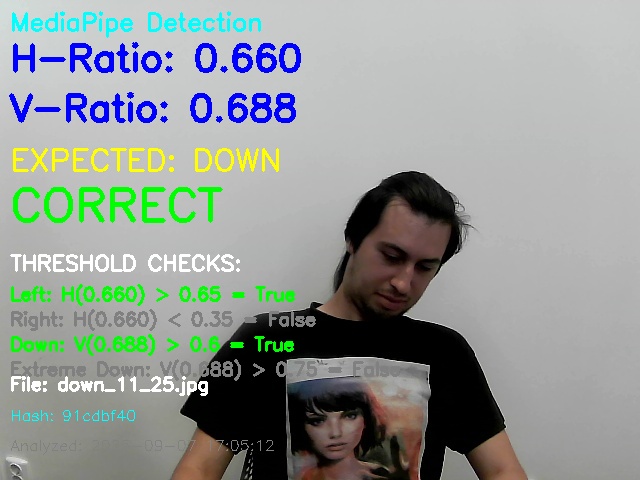 MediaPipe Detection
H-Ratio: 0.660
V-Ratio: 0.688
EXPECTED: DOWN
CORRECT
THRESHOLD CHECKS:
Left: H(0.660) > 0.65 = True
Right: H(0.660) < 0.35 = False
Down: V(0.688) > 0.6 = True
Extreme Down: V(0.688) > 0.75 = False
File: down_11_25.jpg
Hash: 91cdbf40
Analyzed: